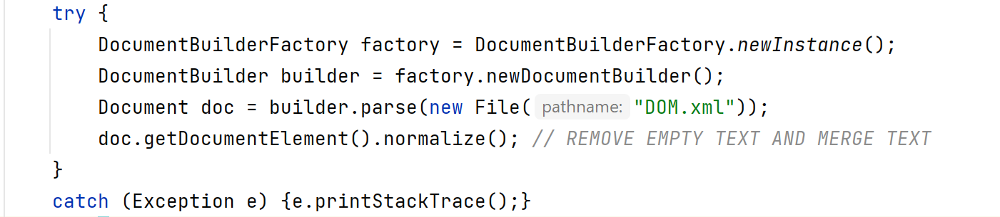 try {
DocumentBuilderFactory factory = DocumentBuilderFactory.newInstance();
DocumentBuilder builder = factory.newDocumentBuilder();
Document doc = builder.parse(new File( pathname: "DOM.xml"));
doc.getDocumentElement().normalize(); // REMOVE EMPTY TEXT AND MERGE TEXT
}
catch (Exception e) {e.printStackTrace();}